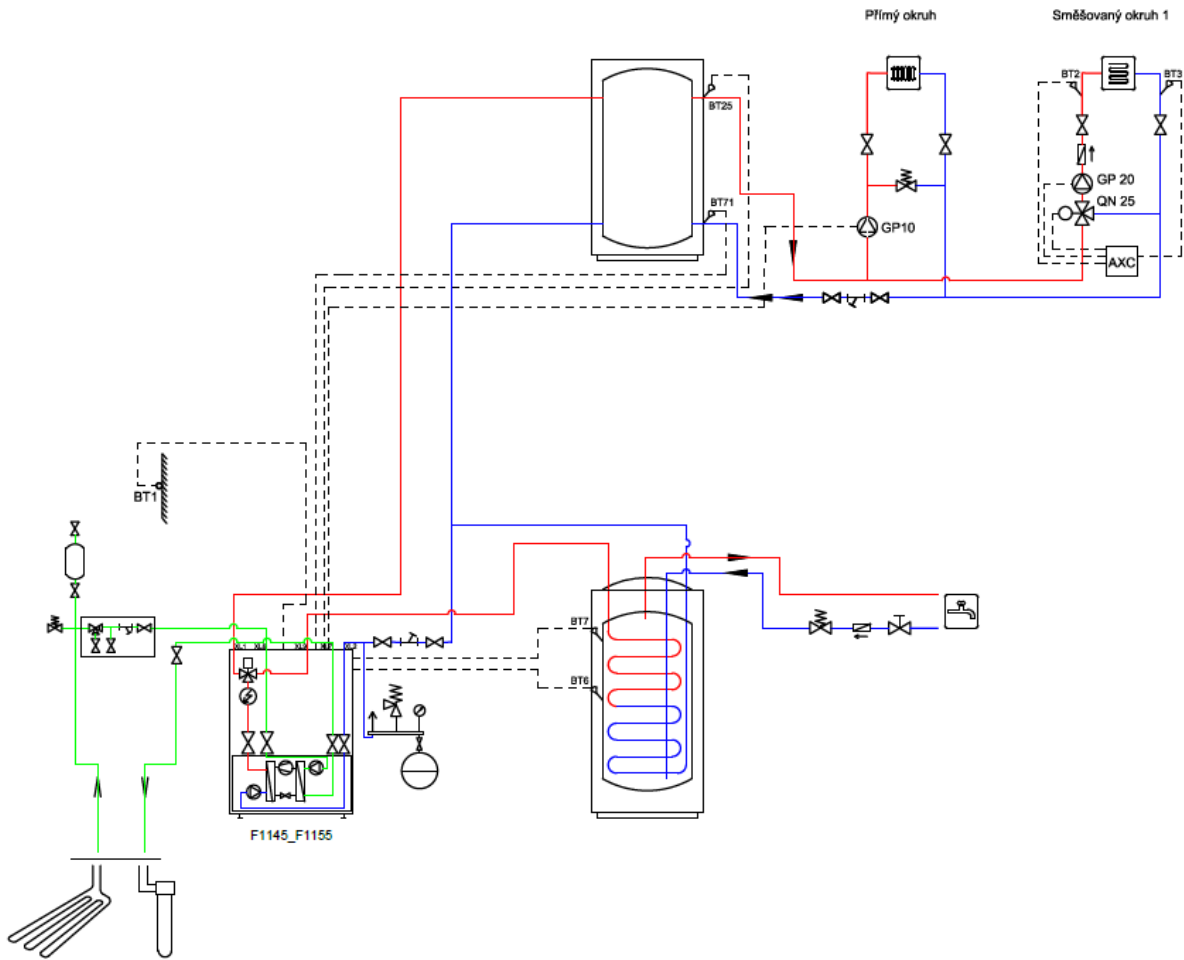 Přímý okruh
Směšovaný okruh 1
BT2
BT3
BT25
GP 20
BT71
QN 25
GP10
AXC
BT1
BT7
XL1
BT6
F1145_F1155